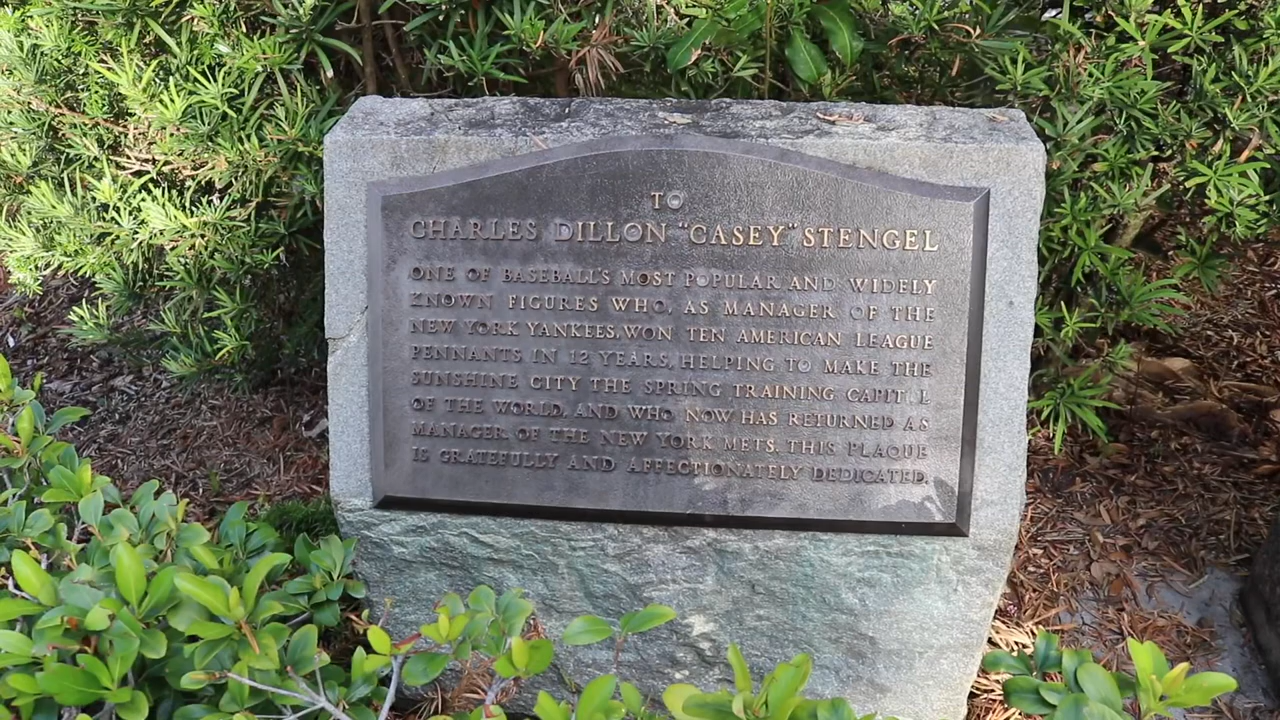 TO
CHARLES DILLON "CASEY" STENGEL
ONE OF BASEBALL'S MOST POPULAR AND WIDELY
KNOWN FIGURES WHO, AS MANAGER OF THE
NEW YORK YANKEES, WON TEN AMERICAN LEAGUE
PENNANTS IN 12 YEARS, HELPING TO MAKE THE
SUNSHINE CITY THE SPRING TRAINING CAPIT L
OF THE WORLD, AND WHO NOW HAS RETURNED AS
MANAGER OF THE NEW YORK METS. THIS PLAQUE
IS GRATEFULLY AND AFFECTIONATELY DEDICATED.